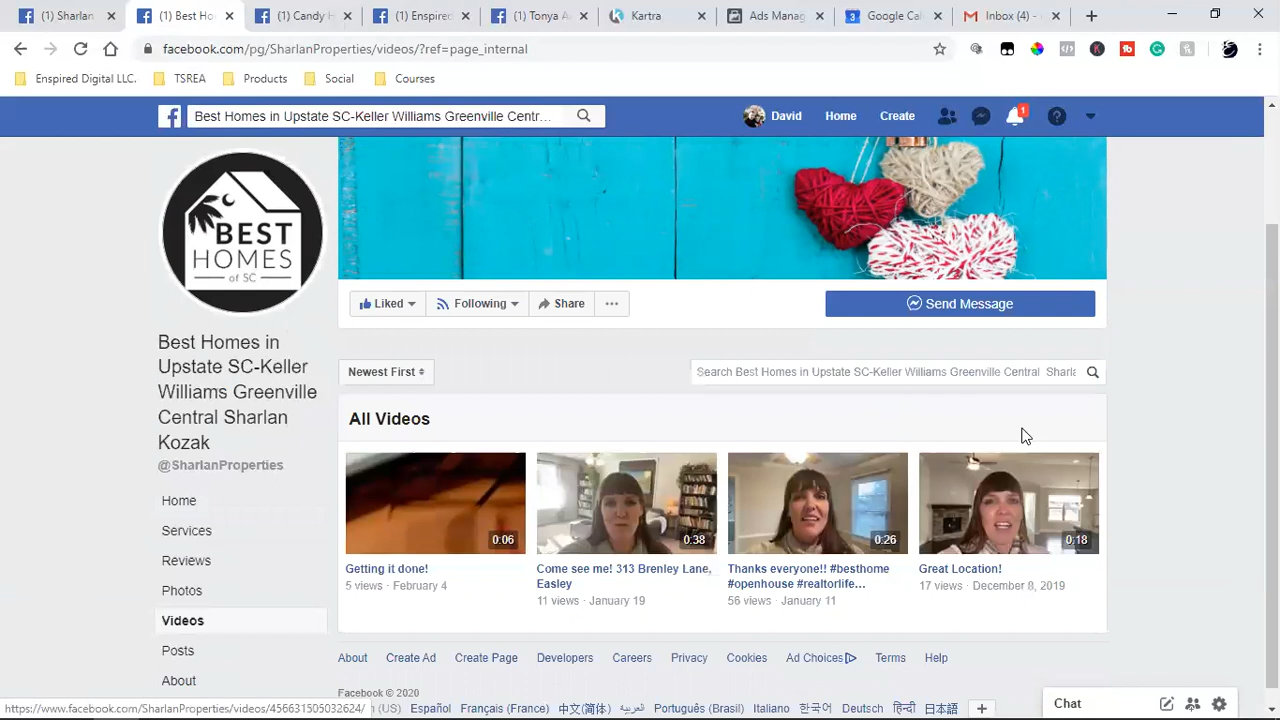 (1) Sharlan
(1) Best Ho
(1) Candy H
(1) Enspired
(1) Tonya A
Kartra
Ads Manag
Google Cal
Inbox (4) -
facebook.com/pg/SharlanProperties/videos/?ref=page_internal
Enspired Digital LLC.
TSREA
Products
Social
Courses
Best Homes in Upstate SC-Keller Williams Greenville Centr...
David
Home
Create
1
BEST
HOMES
of SC
Liked
Following
Share
...
Send Message
Best Homes in
Upstate SC-Keller
Williams Greenville
Central Sharlan
Kozak
@SharlanProperties
Home
Services
Reviews
Photos
Videos
Posts
About
Newest First
Search Best Homes in Upstate SC-Keller Williams Greenville Central Sharla
All Videos
0:06
Getting it done!
5 views · February 4
0:38
Come see me! 313 Brenley Lane,
Easley
11 views · January 19
0:26
Thanks everyone!! #besthome
#openhouse #realtorlife...
56 views · January 11
0:18
Great Location!
17 views · December 8, 2019
About
Create Ad
Create Page
Developers
Careers
Privacy
Cookies
Ad Choices
Terms
Help
Facebook © 2020
https://www.facebook.com/SharlanProperties/videos/456631505032624/
(US)
Español
Français (France)
中文(简体)
العربية
Português (Brasil)
Italiano
한국어
Deutsch
हिन्दी
日本語
Chat